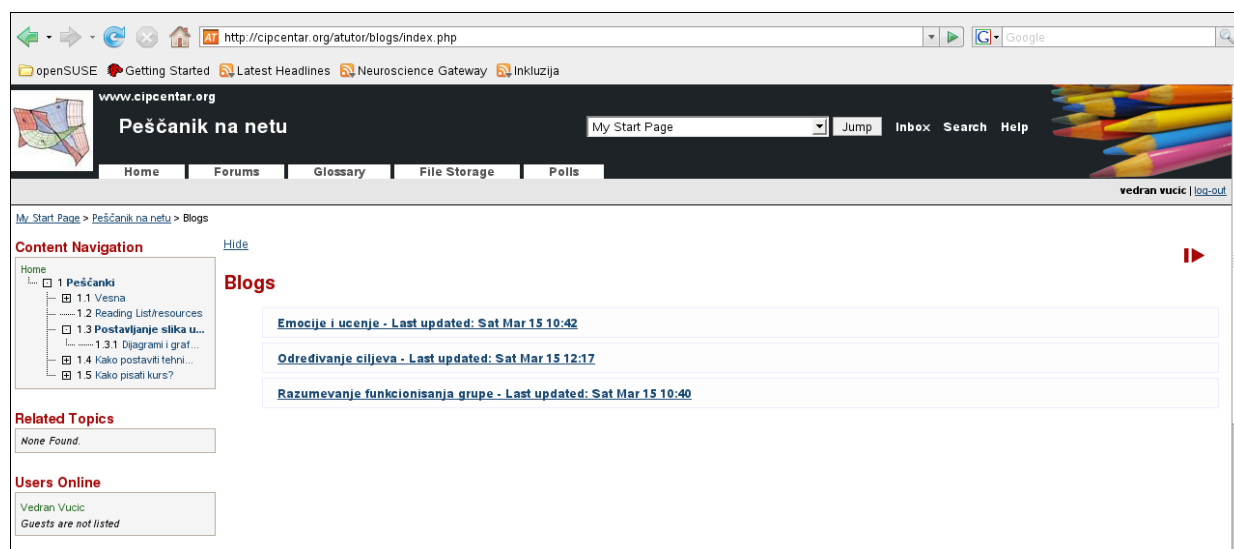 http://cipcentar.org/atutor/blogs/index.php
Google
openSUSE Getting Started Latest Headlines Neuroscience Gateway Inkluzija
www.cipcentar.org
Peščanik na netu
My Start Page Jump Inbox Search Help
Home Forums Glossary File Storage Polls
vedran vucic | log-out
My Start Page > Peščanik na netu > Blogs
Content Navigation
Home
1 Peščanki
1.1 Vesna
1.2 Reading List/resources
1.3 Postavljanje slika u...
1.3.1 Dijagrami i graf...
1.4 Kako postaviti tehni...
1.5 Kako pisati kurs?
Related Topics
None Found.
Users Online
Vedran Vucic
Guests are not listed
Hide
Blogs
Emocije i ucenje - Last updated: Sat Mar 15 10:42
Određivanje ciljeva - Last updated: Sat Mar 15 12:17
Razumevanje funkcionisanja grupe - Last updated: Sat Mar 15 10:40